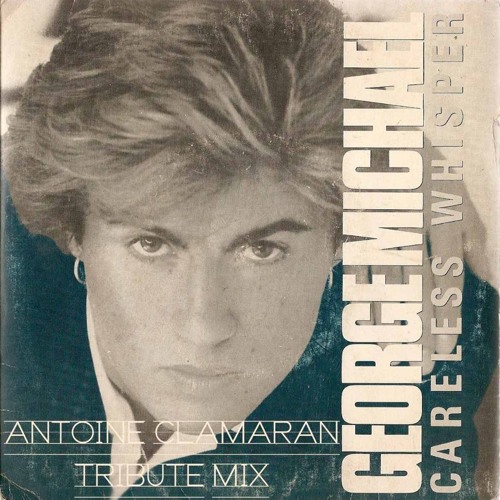 GEORGE MICHAEL
CARELESS WHISPER
ANTOINE CLAMARAN
TRIBUTE MIX